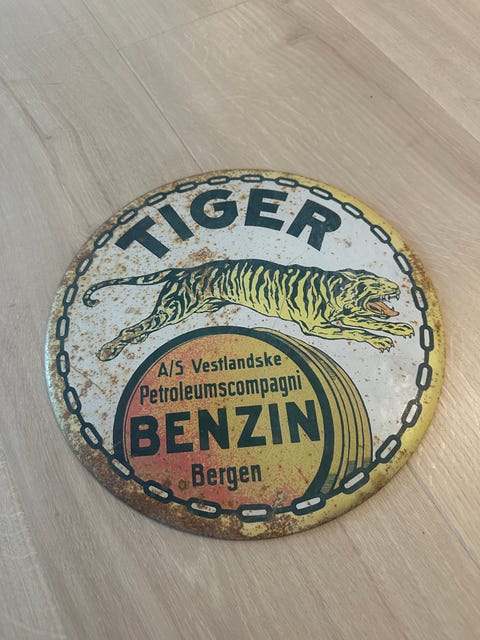 TIGER
A/S Vestlandske
Petroleumscompagni
BENZIN
Bergen